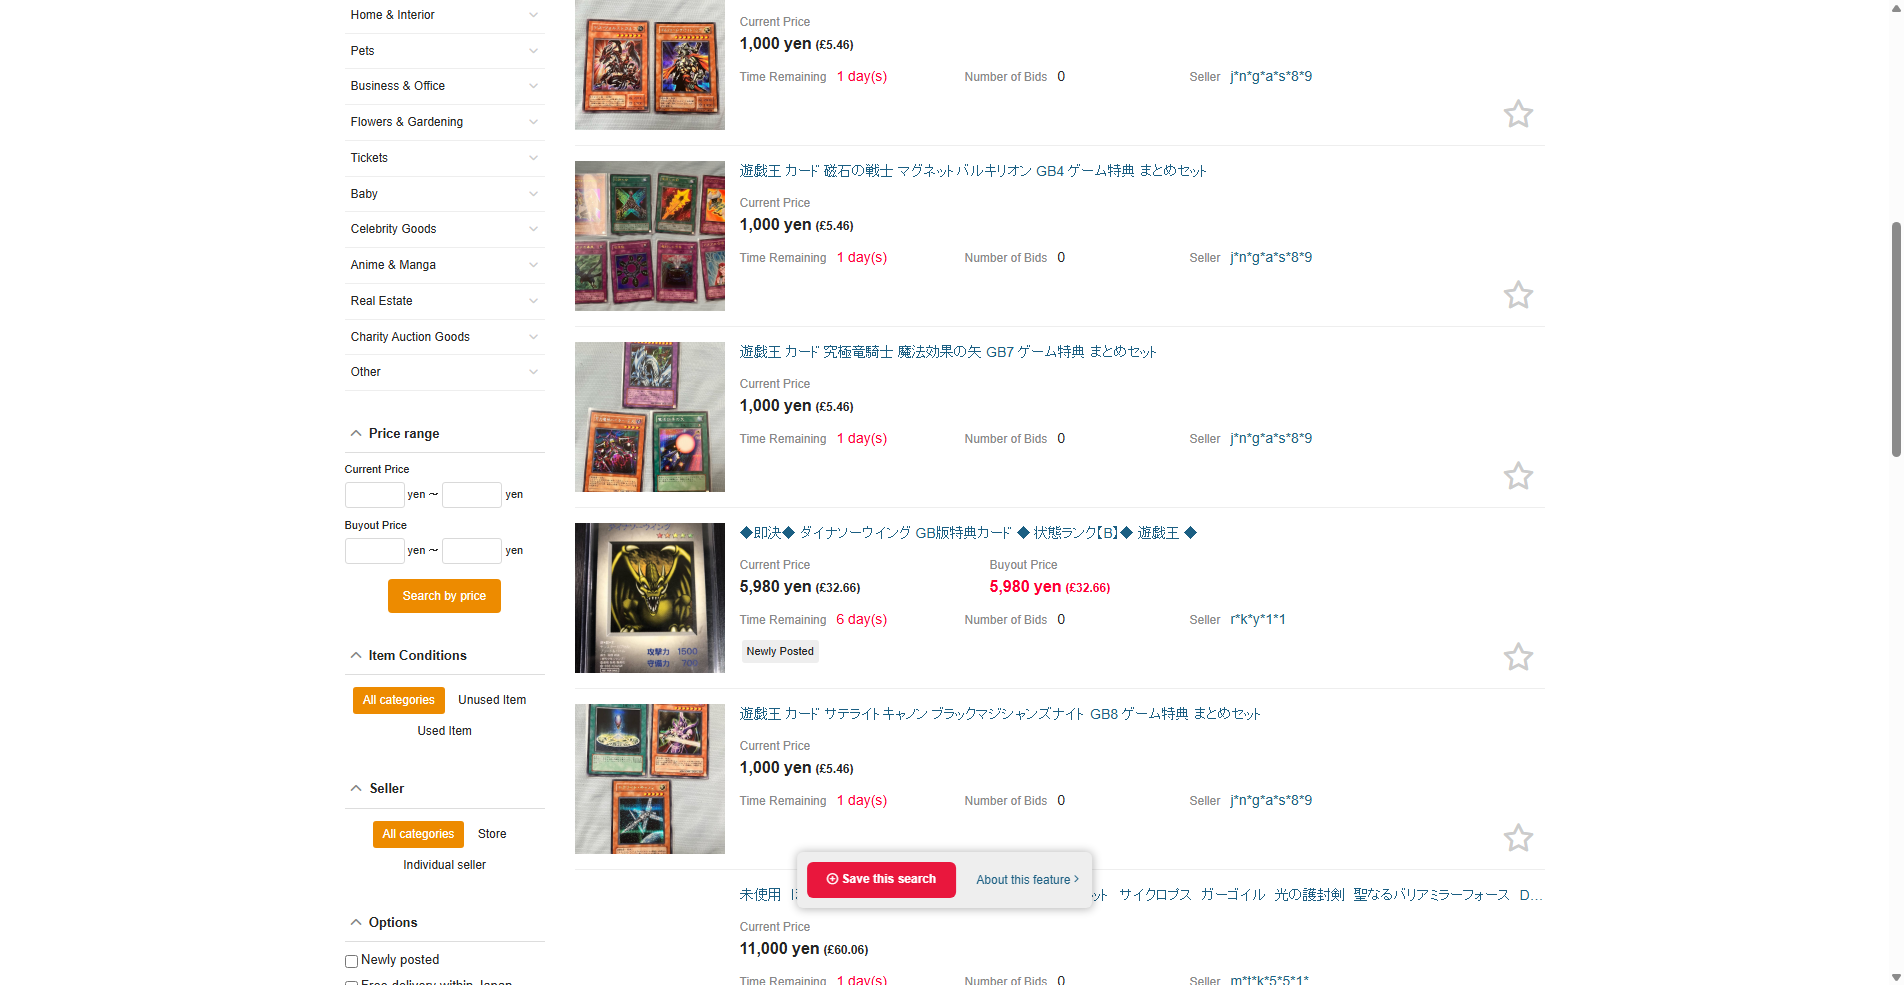 Home & Interior
Pets
Business & Office
Flowers & Gardening
Tickets
Baby
Celebrity Goods
Anime & Manga
Real Estate
Charity Auction Goods
Other
Price range
Current Price
yen ～ yen
Buyout Price
yen ～ yen
Search by price
Item Conditions
All categories Unused Item
Used Item
Seller
All categories Store
Individual seller
Options
Newly posted
Free delivery within Japan
Current Price
1,000 yen (£5.46)
Time Remaining 1 day(s) Number of Bids 0 Seller j*n*g*a*s*8*9
遊戯王 カード 磁石の戦士 マグネットバルキリオン GB4 ゲーム特典 まとめセット
Current Price
1,000 yen (£5.46)
Time Remaining 1 day(s) Number of Bids 0 Seller j*n*g*a*s*8*9
遊戯王 カード 究極竜騎士 魔法効果の矢 GB7 ゲーム特典 まとめセット
Current Price
1,000 yen (£5.46)
Time Remaining 1 day(s) Number of Bids 0 Seller j*n*g*a*s*8*9
◆即決◆ ダイナソーウイング GB版特典カード ◆ 状態ランク【B】◆ 遊戯王 ◆
Current Price Buyout Price
5,980 yen (£32.66) 5,980 yen (£32.66)
Time Remaining 6 day(s) Number of Bids 0 Seller r*k*y*1*1
Newly Posted
攻撃力 1500
守備力 700
遊戯王 カード サテライトキャノン ブラックマジシャンズナイト GB8 ゲーム特典 まとめセット
Current Price
1,000 yen (£5.46)
Time Remaining 1 day(s) Number of Bids 0 Seller j*n*g*a*s*8*9
Save this search About this feature
未使用 ット サイクロプス ガーゴイル 光の護封剣 聖なるバリアミラーフォース D...
Current Price
11,000 yen (£60.06)
Time Remaining 1 day(s) Number of Bids 0 Seller m*t*k*5*5*1*